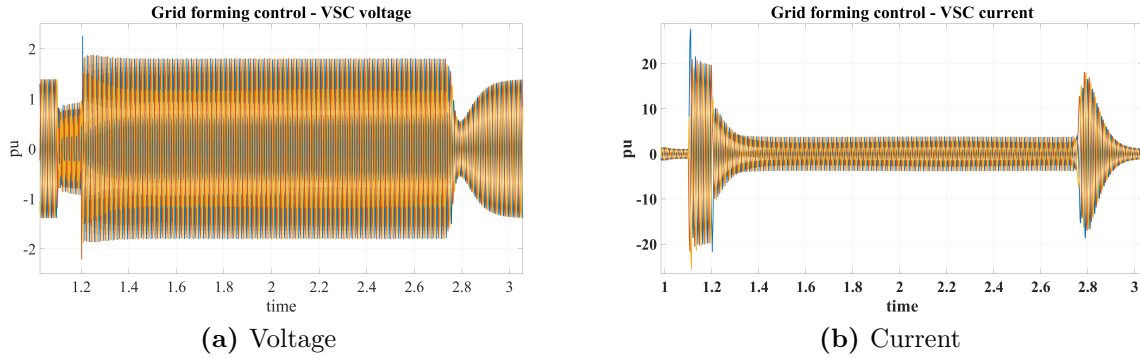 Grid forming control - VSC voltage
2
1
0
-1
-2
pu
1.2 1.4 1.6 1.8 2 2.2 2.4 2.6 2.8 3
time
(a) Voltage
Grid forming control - VSC current
20
10
0
-10
-20
pu
1 1.2 1.4 1.6 1.8 2 2.2 2.4 2.6 2.8 3
time
(b) Current